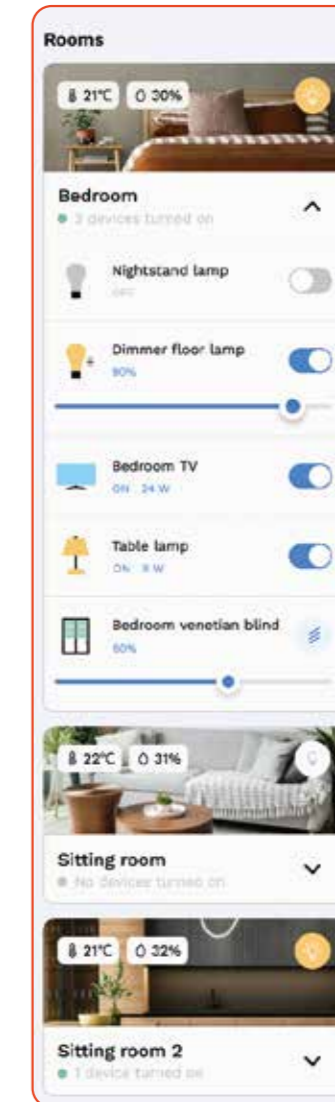 Rooms
21°C 30%
Bedroom
3 devices turned on
Nightstand lamp
OFF
Dimmer floor lamp
80%
Bedroom TV
ON 24 W
Table lamp
ON 8 W
Bedroom venetian blind
60%
22°C 31%
Sitting room
No devices turned on
21°C 32%
Sitting room 2
1 device turned on